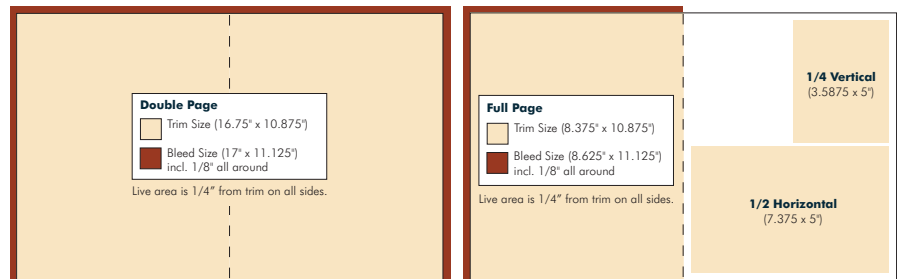 Double Page
Trim Size (16.75" x 10.875")
Bleed Size (17" x 11.125")
incl. 1/8" all around
Live area is 1/4” from trim on all sides.
Full Page
Trim Size (8.375" x 10.875")
Bleed Size (8.625" x 11.125")
incl. 1/8" all around
Live area is 1/4” from trim on all sides.
1/4 Vertical
(3.5875 x 5")
1/2 Horizontal
(7.375 x 5")